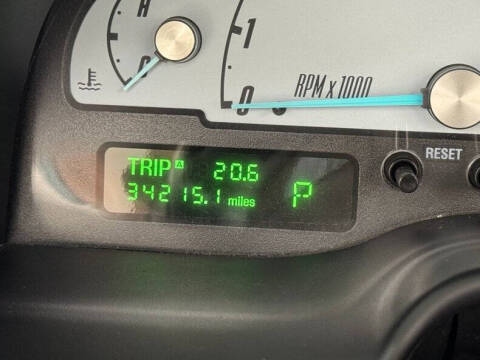 H
C
1
0
RPM x 1000
TRIP A 20.6
34215.1 miles
P
RESET